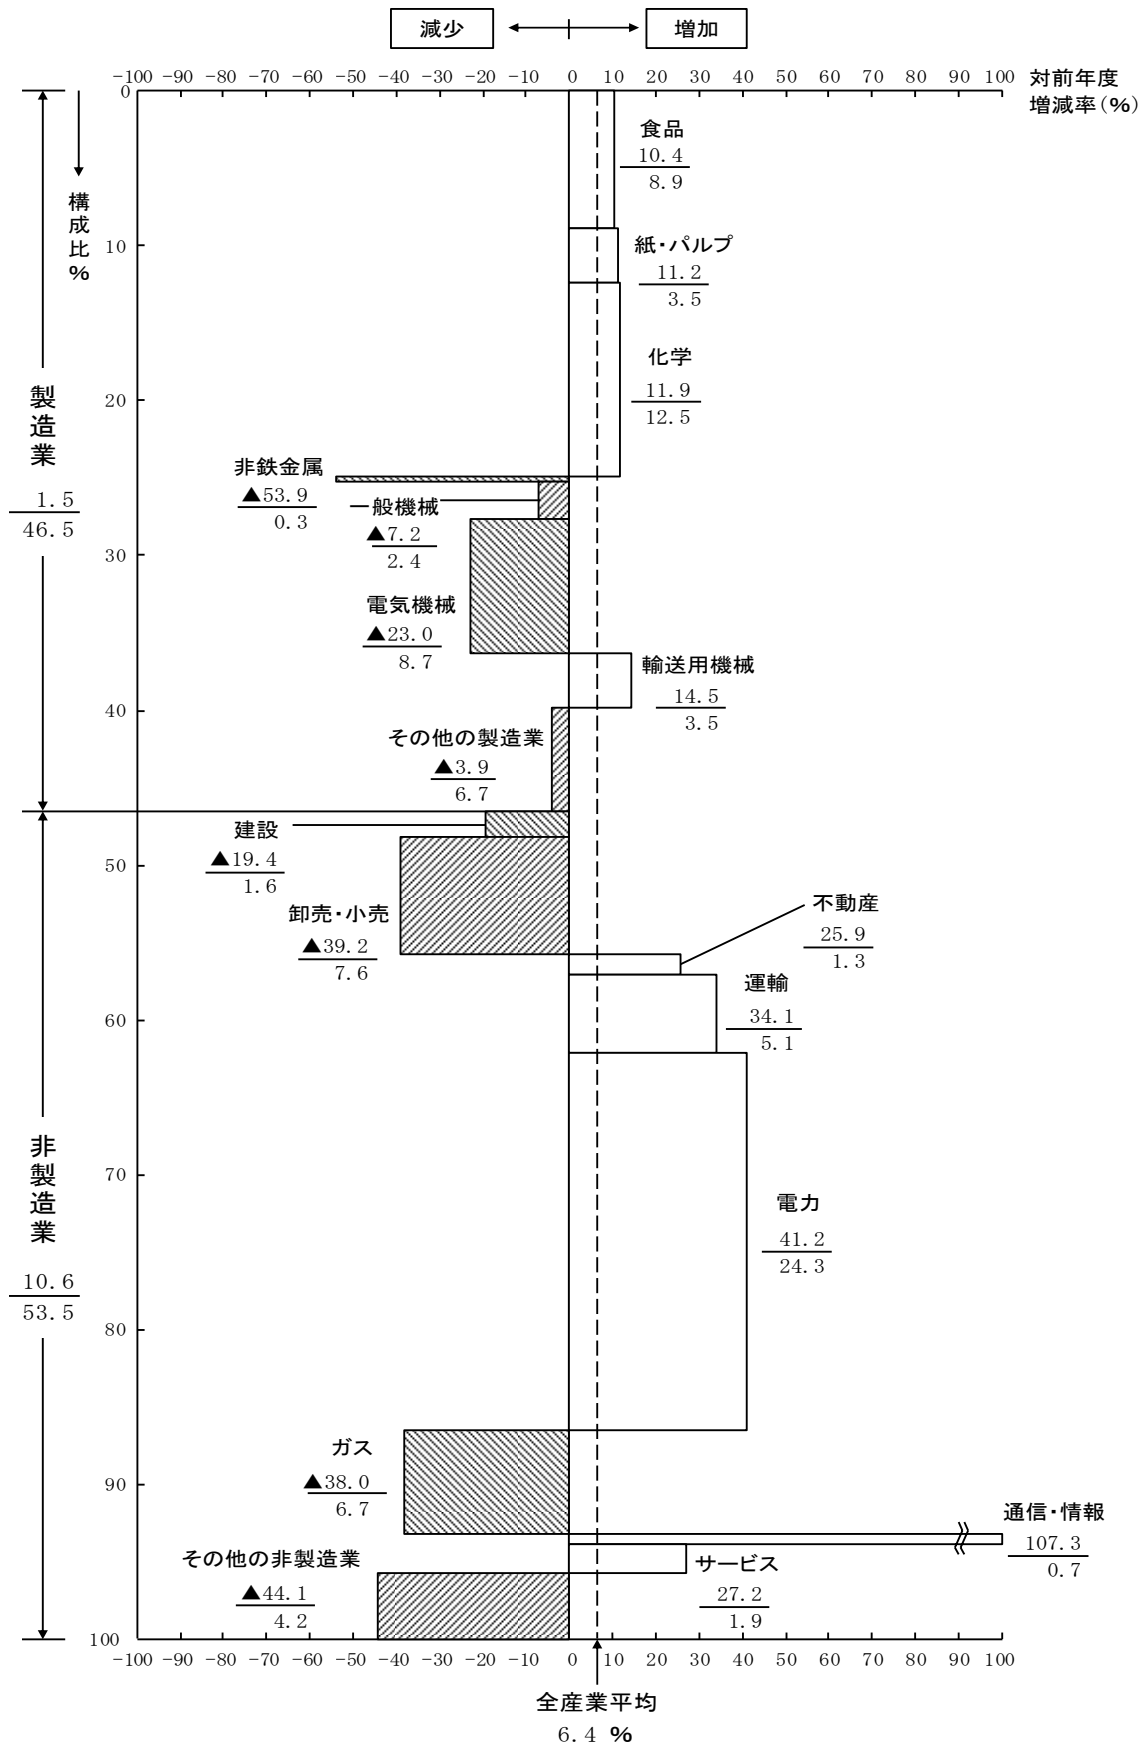 減少
増加
-100 -90 -80 -70 -60 -50 -40 -30 -20 -10 0 10 20 30 40 50 60 70 80 90 100
対前年度
増減率(%)
0
構成比%
10
20
30
40
50
60
70
80
90
100
製造業
1.5
46.5
非製造業
10.6
53.5
食品
10.4
8.9
紙・パルプ
11.2
3.5
化学
11.9
12.5
非鉄金属
▲53.9
0.3
一般機械
▲7.2
2.4
電気機械
▲23.0
8.7
輸送用機械
14.5
3.5
その他の製造業
▲3.9
6.7
建設
▲19.4
1.6
卸売・小売
▲39.2
7.6
不動産
25.9
1.3
運輸
34.1
5.1
電力
41.2
24.3
ガス
▲38.0
6.7
通信・情報
107.3
0.7
サービス
27.2
1.9
その他の非製造業
▲44.1
4.2
-100 -90 -80 -70 -60 -50 -40 -30 -20 -10 0 10 20 30 40 50 60 70 80 90 100
全産業平均
6.4 %